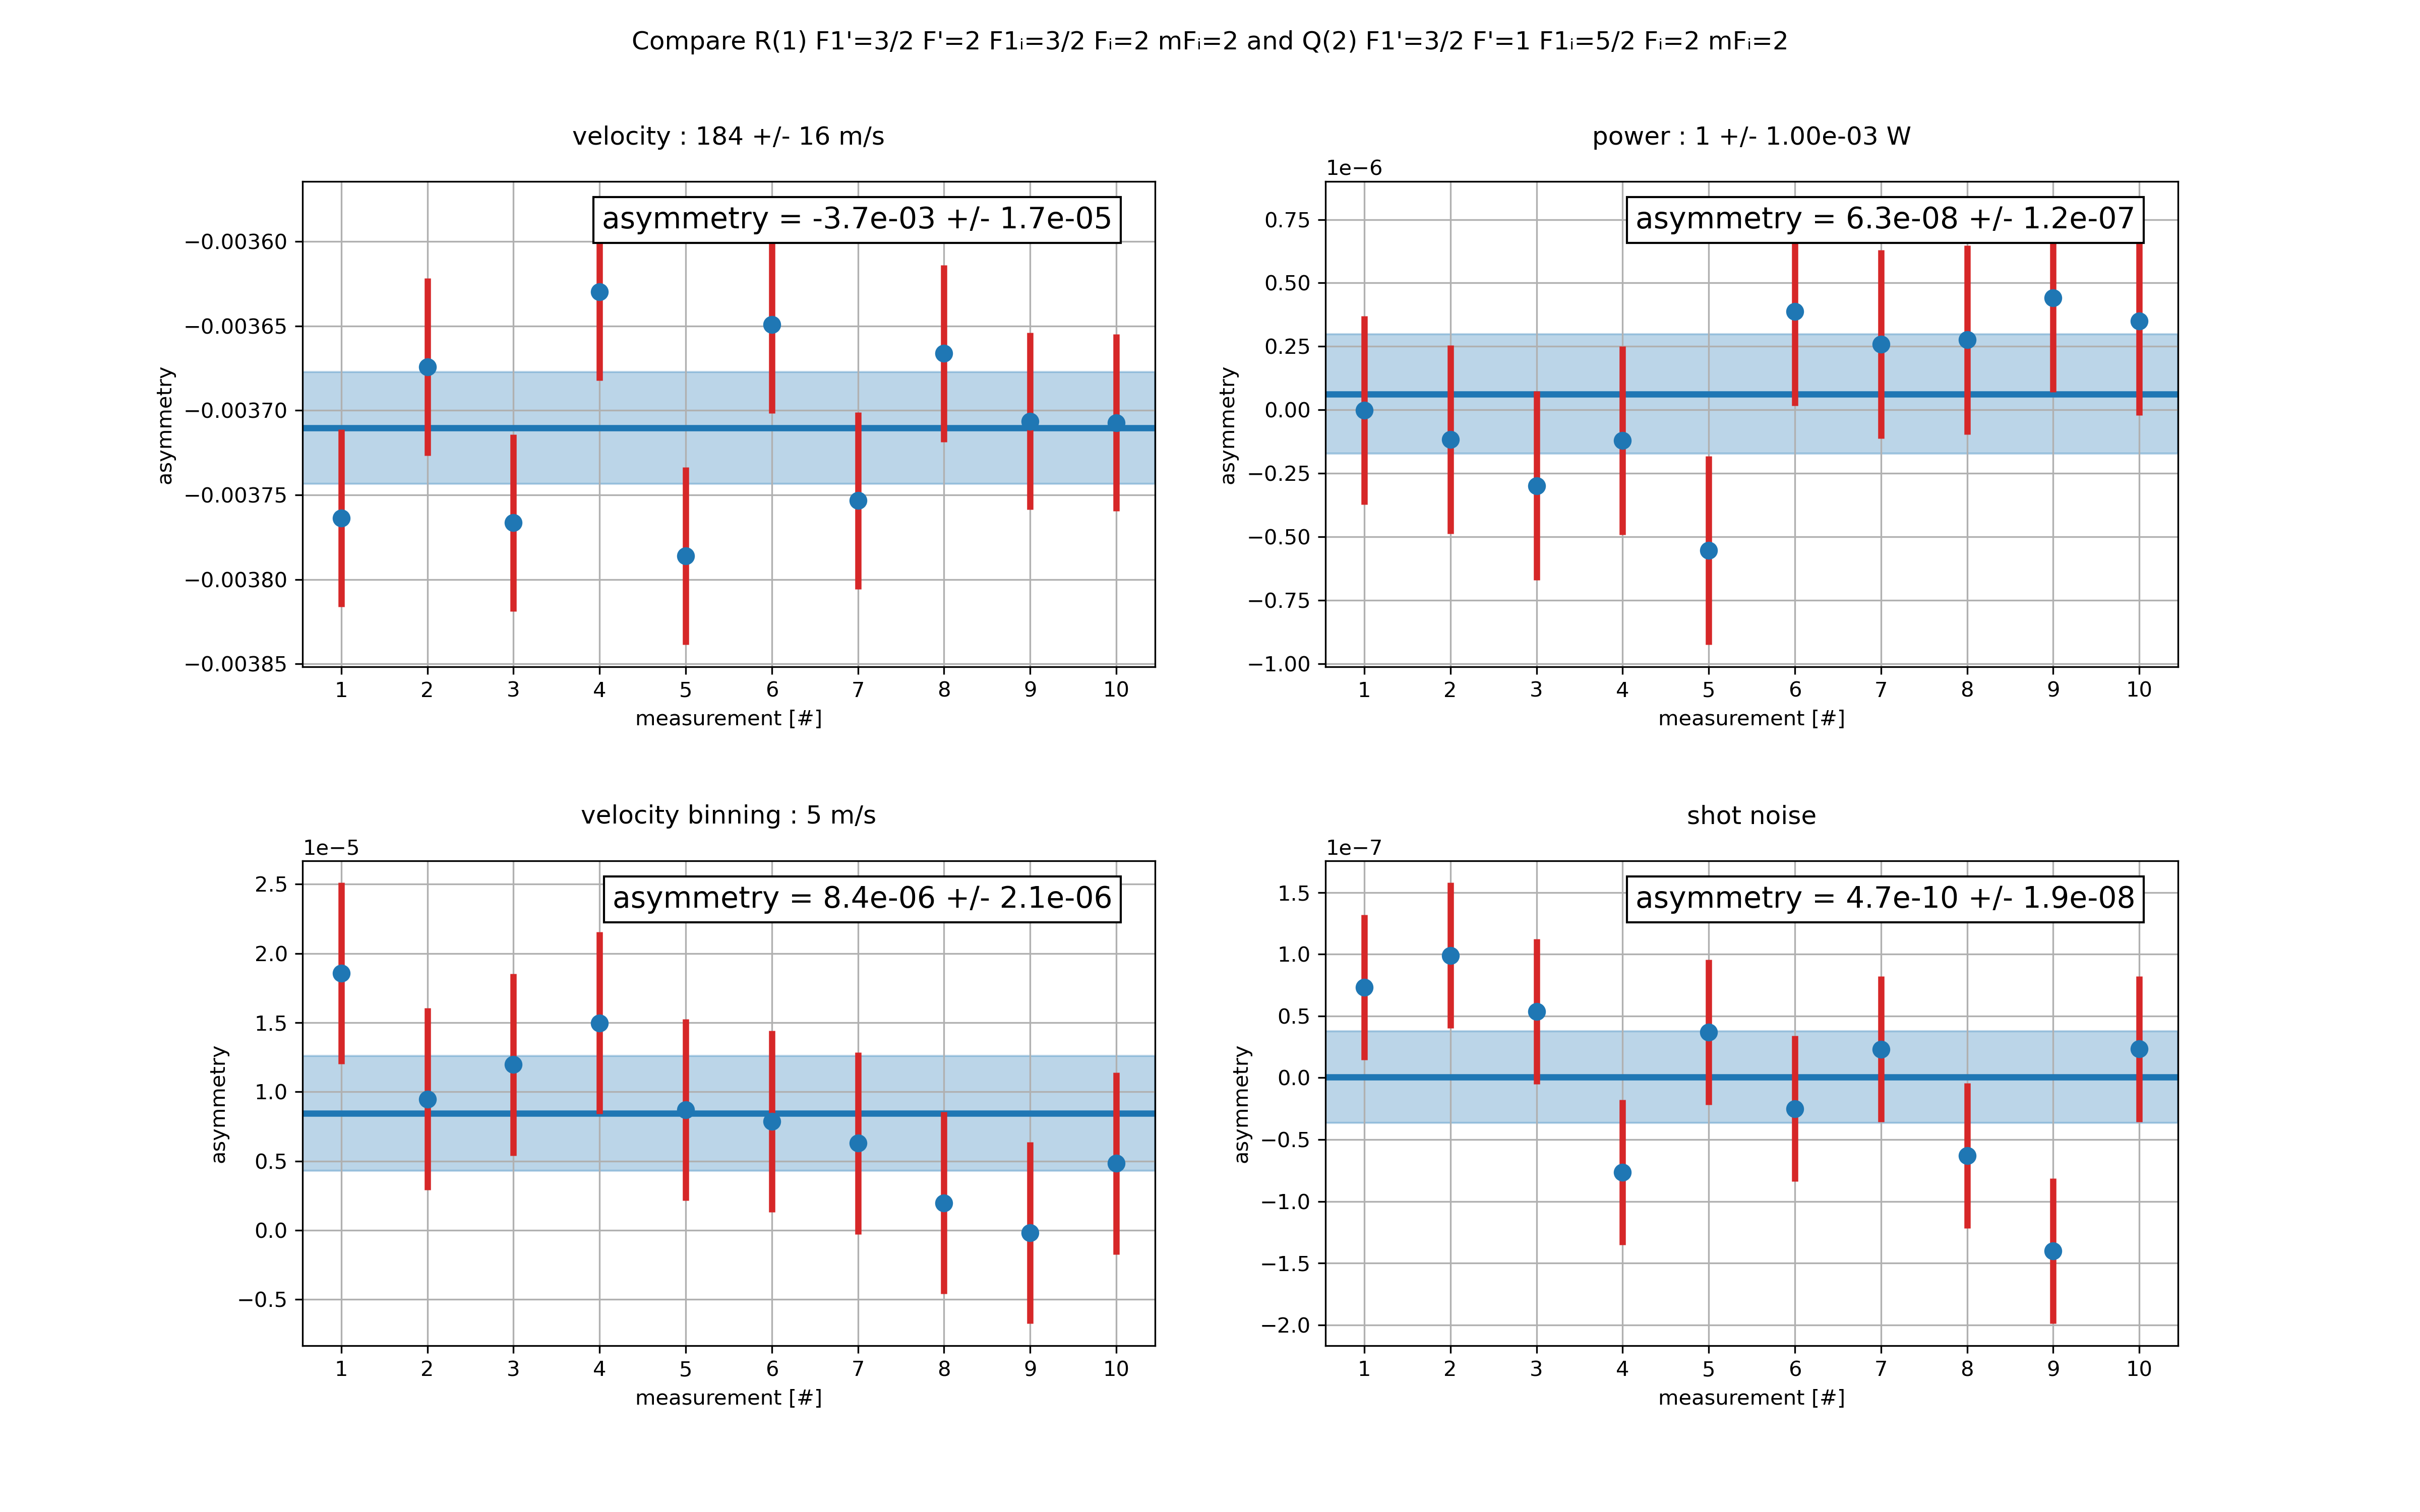 Compare R(1) F1'=3/2 F'=2 F1ᵢ=3/2 Fᵢ=2 mFᵢ=2 and Q(2) F1'=3/2 F'=1 F1ᵢ=5/2 Fᵢ=2 mFᵢ=2
velocity : 184 +/- 16 m/s
asymmetry = -3.7e-03 +/- 1.7e-05
−0.00360
−0.00365
−0.00370
−0.00375
−0.00380
−0.00385
asymmetry
1 2 3 4 5 6 7 8 9 10
measurement [#]
power : 1 +/- 1.00e-03 W
1e−6
asymmetry = 6.3e-08 +/- 1.2e-07
0.75
0.50
0.25
0.00
−0.25
−0.50
−0.75
−1.00
asymmetry
1 2 3 4 5 6 7 8 9 10
measurement [#]
velocity binning : 5 m/s
1e−5
asymmetry = 8.4e-06 +/- 2.1e-06
2.5
2.0
1.5
1.0
0.5
0.0
−0.5
asymmetry
1 2 3 4 5 6 7 8 9 10
measurement [#]
shot noise
1e−7
asymmetry = 4.7e-10 +/- 1.9e-08
1.5
1.0
0.5
0.0
−0.5
−1.0
−1.5
−2.0
asymmetry
1 2 3 4 5 6 7 8 9 10
measurement [#]